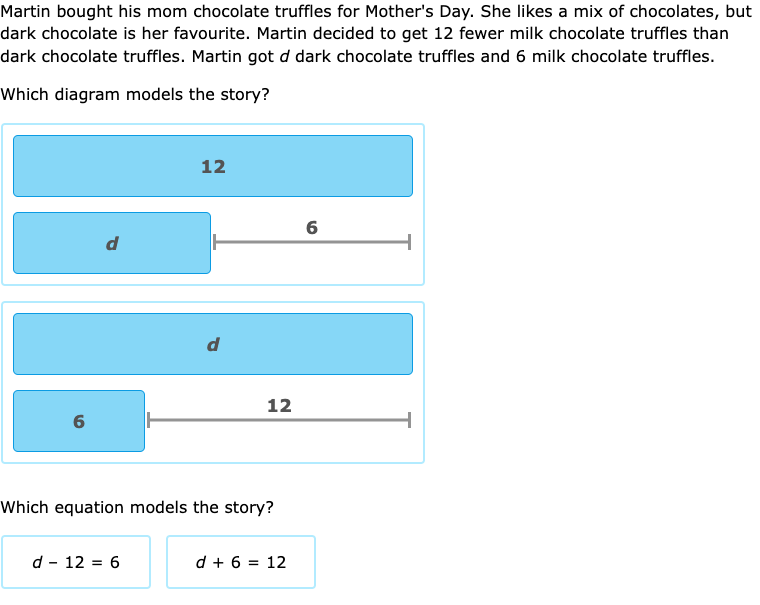 Martin bought his mom chocolate truffles for Mother's Day. She likes a mix of chocolates, but
dark chocolate is her favourite. Martin decided to get 12 fewer milk chocolate truffles than
dark chocolate truffles. Martin got d dark chocolate truffles and 6 milk chocolate truffles.
Which diagram models the story?
12
d
6
d
6
12
Which equation models the story?
d − 12 = 6
d + 6 = 12